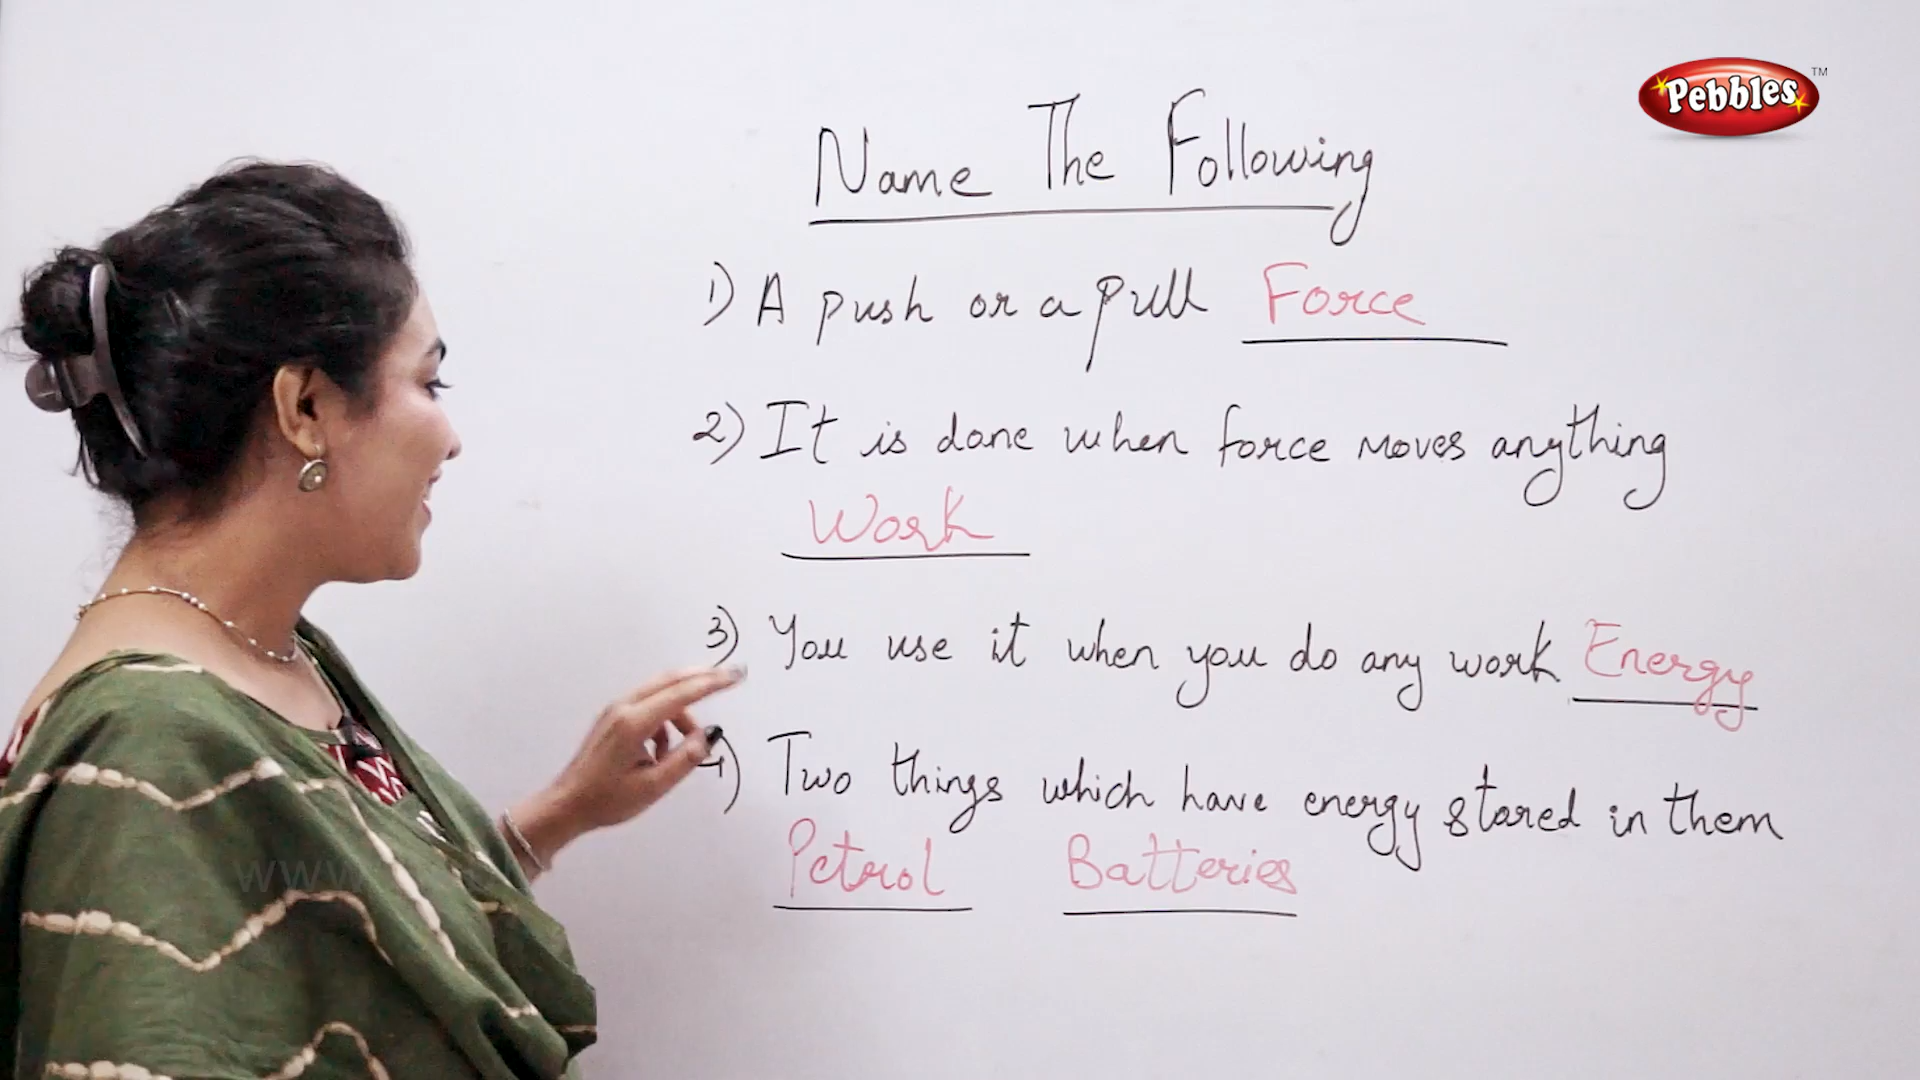 Pebbles™
Name The Following
1) A push or a pull Force
2) It is done when force moves anything
Work
3) You use it when you do any work Energy
4) Two things which have energy stored in them
Petrol Batteries
www.